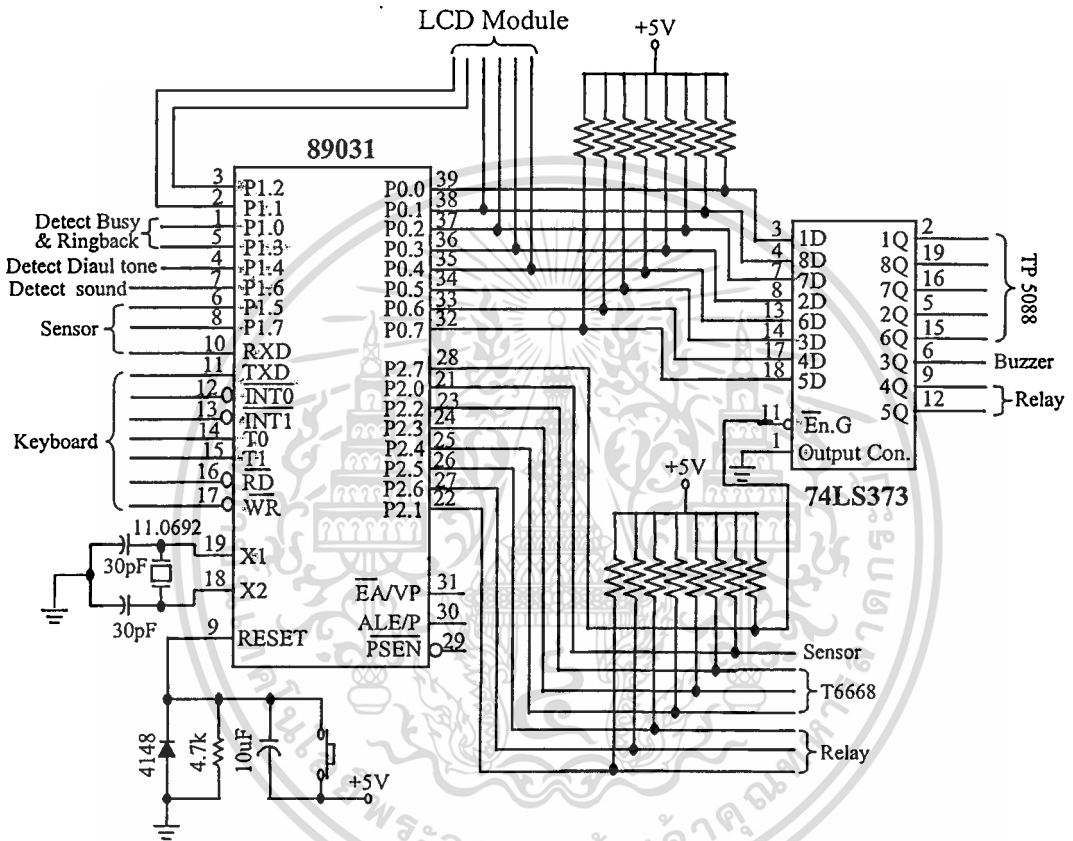 LCD Module
+5V
89031
3 P1.2
2 P1.1
1 P1.0
5 P1.3
4 P1.4
7 P1.6
6 P1.5
8 P1.7
10 RXD
11 TXD
12 INT0
13 INT1
14 T0
15 T1
16 RD
17 WR
19 X1
18 X2
9 RESET
Detect Busy
& Ringback
Detect Diaul tone
Detect sound
Sensor
Keyboard
11.0692
30pF
30pF
P0.0 39
P0.1 38
P0.2 37
P0.3 36
P0.4 35
P0.5 34
P0.6 33
P0.7 32
P2.7 28
P2.0 21
P2.2 23
P2.3 24
P2.4 25
P2.5 26
P2.6 27
P2.1 22
EA/VP 31
ALE/P 30
PSEN 29
3 1D
4 8D
7 7D
8 2D
13 6D
14 3D
17 4D
18 5D
11 En.G
1 Output Con.
1Q 2
8Q 19
7Q 16
2Q 5
6Q 15
3Q 6
4Q 9
5Q 12
TP 5088
Buzzer
Relay
74LS373
+5V
Sensor
T6668
Relay
4148
4.7k
10uF
+5V